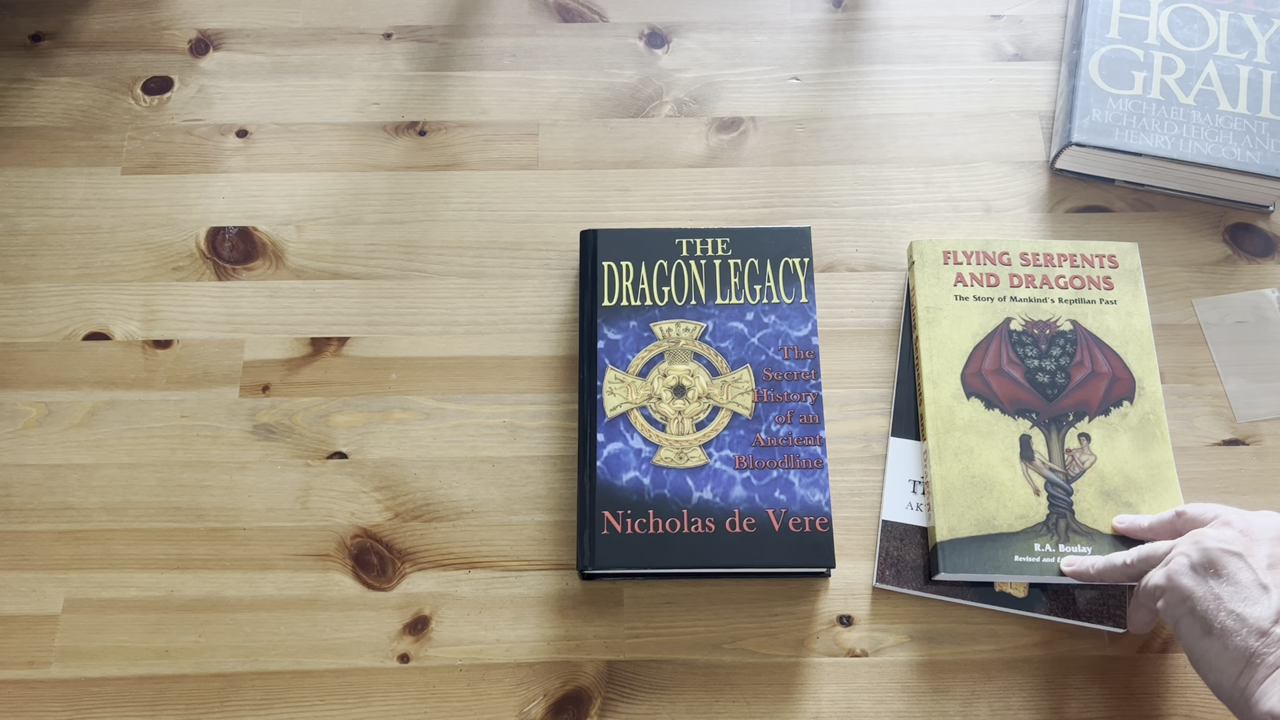 THE
DRAGON LEGACY
The
Secret
History
of an
Ancient
Bloodline
Nicholas de Vere
FLYING SERPENTS
AND DRAGONS
The Story of Mankind's Reptilian Past
R.A. Boulay
Revised and
HOLY
GRAIL
MICHAEL BAIGENT,
RICHARD LEIGH, AND
HENRY LINCOLN